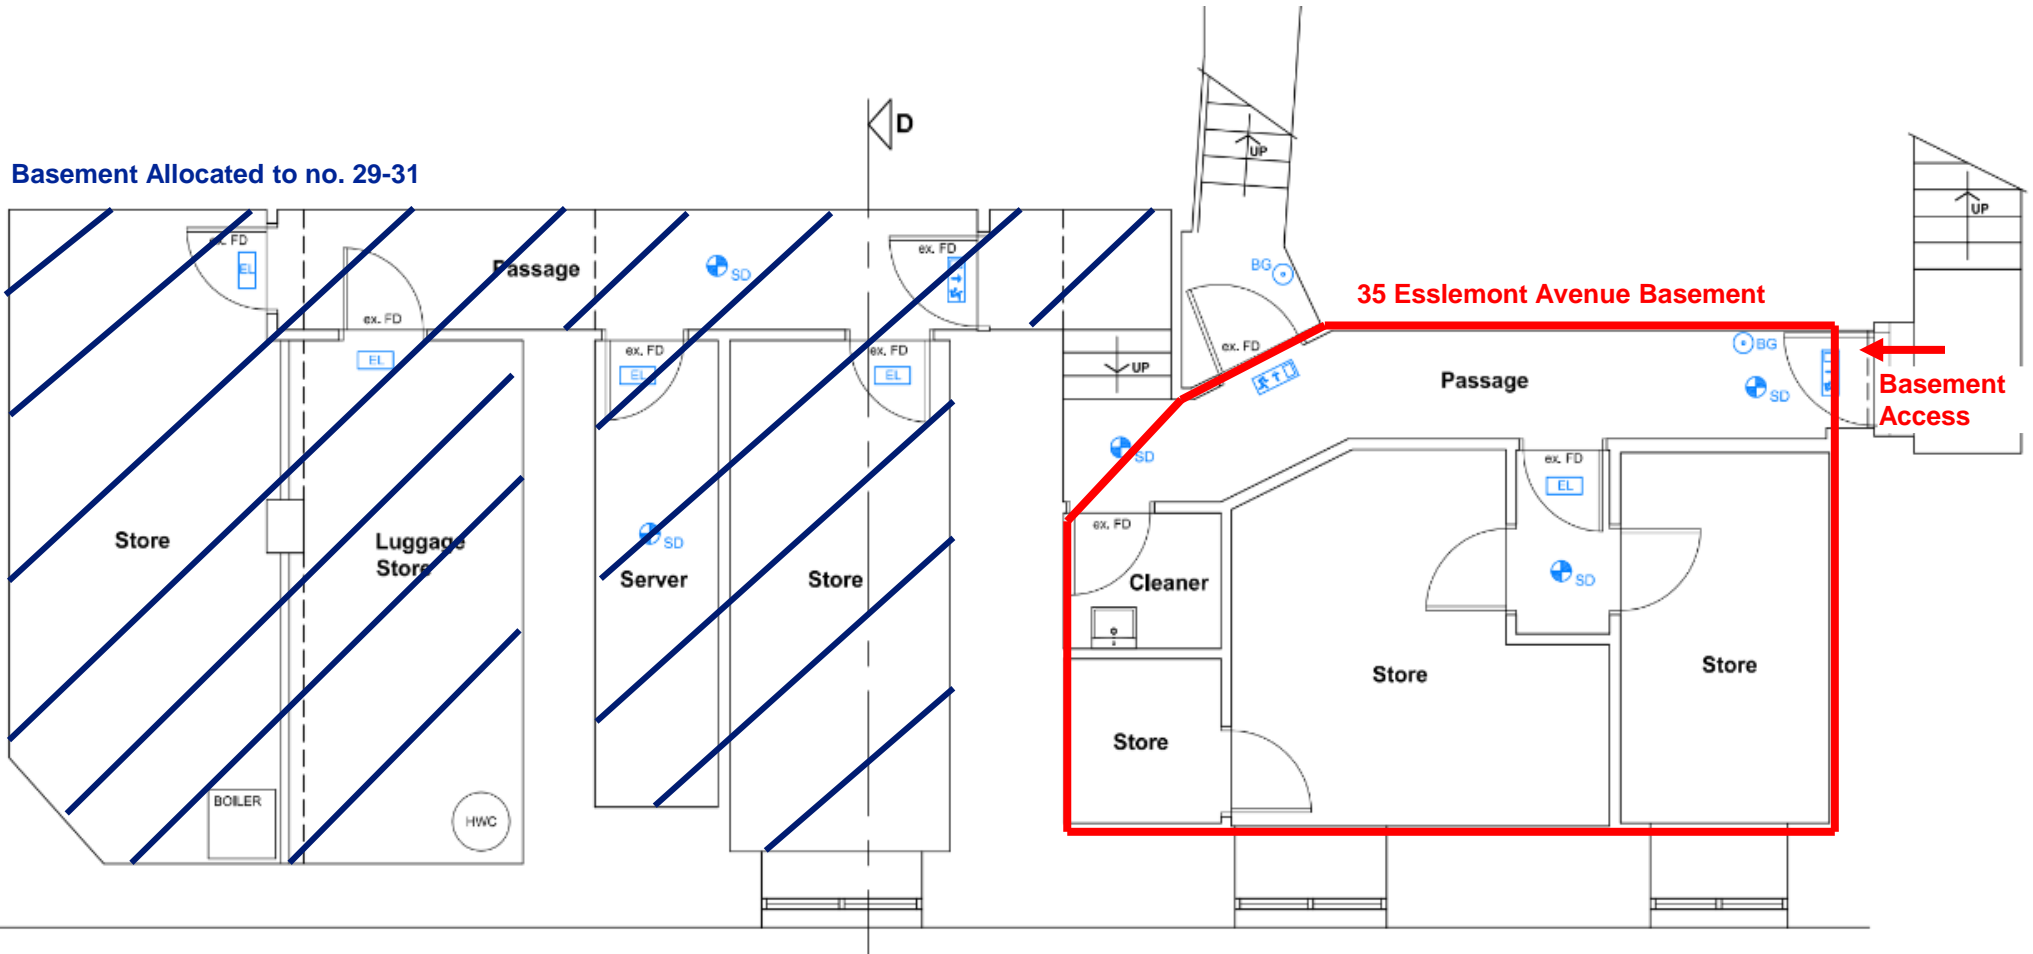 D
UP
Basement Allocated to no. 29-31
UP
ex. FD
EL
Passage
SD
ex. FD
BG
35 Esslemont Avenue Basement
ex. FD
EL
ex. FD
EL
ex. FD
EL
UP
ex. FD
Passage
BG
SD
Basement
Access
SD
ex. FD
EL
ex. FD
Store
Luggage
Store
SD
Server
Store
Cleaner
SD
Store
Store
Store
BOILER
HWC